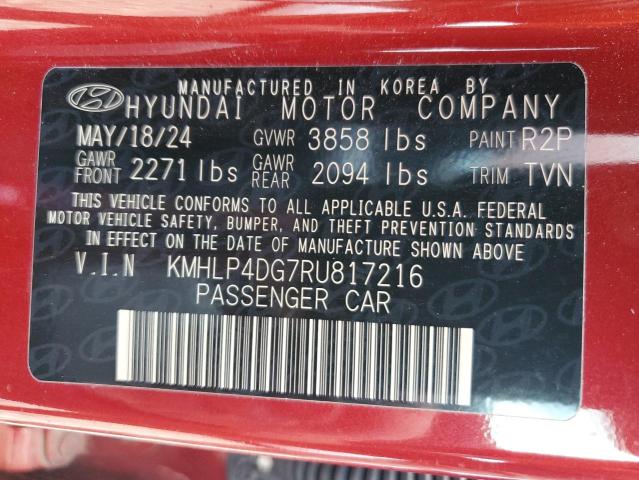 MANUFACTURED IN KOREA BY
HYUNDAI MOTOR COMPANY
MAY/18/24 GVWR 3858 lbs PAINT R2P
GAWR FRONT 2271 lbs GAWR REAR 2094 lbs TRIM TVN
THIS VEHICLE CONFORMS TO ALL APPLICABLE U.S.A. FEDERAL
MOTOR VEHICLE SAFETY, BUMPER, AND THEFT PREVENTION STANDARDS
IN EFFECT ON THE DATE OF MANUFACTURE SHOWN ABOVE
V.I.N KMHLP4DG7RU817216
PASSENGER CAR